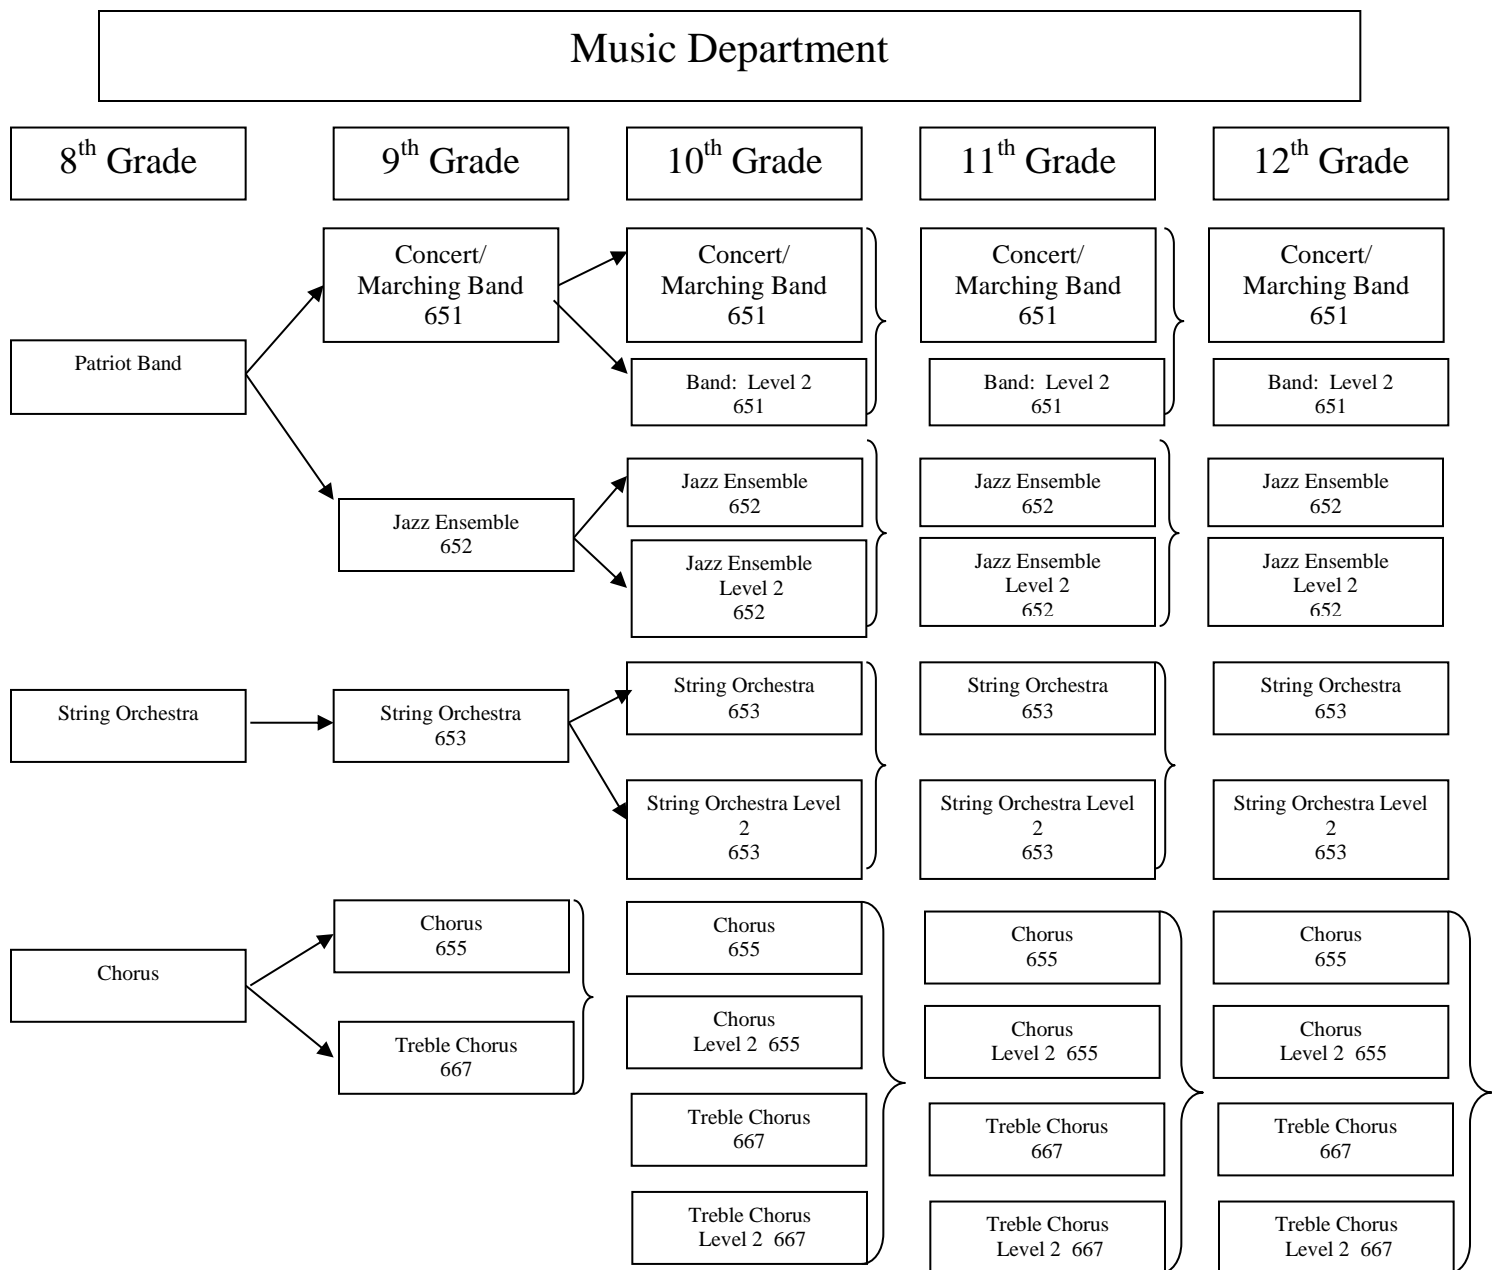 Music Department
8th Grade
9th Grade
10th Grade
11th Grade
12th Grade
Patriot Band
Concert/
Marching Band
651
Concert/
Marching Band
651
Concert/
Marching Band
651
Concert/
Marching Band
651
Band: Level 2
651
Band: Level 2
651
Band: Level 2
651
Jazz Ensemble
652
Jazz Ensemble
652
Jazz Ensemble
652
Jazz Ensemble
652
Jazz Ensemble
Level 2
652
Jazz Ensemble
Level 2
652
Jazz Ensemble
Level 2
652
String Orchestra
String Orchestra
653
String Orchestra
653
String Orchestra
653
String Orchestra
653
String Orchestra Level
2
653
String Orchestra Level
2
653
String Orchestra Level
2
653
Chorus
Chorus
655
Treble Chorus
667
Chorus
655
Chorus
655
Chorus
655
Chorus
Level 2 655
Chorus
Level 2 655
Chorus
Level 2 655
Treble Chorus
667
Treble Chorus
667
Treble Chorus
667
Treble Chorus
Level 2 667
Treble Chorus
Level 2 667
Treble Chorus
Level 2 667